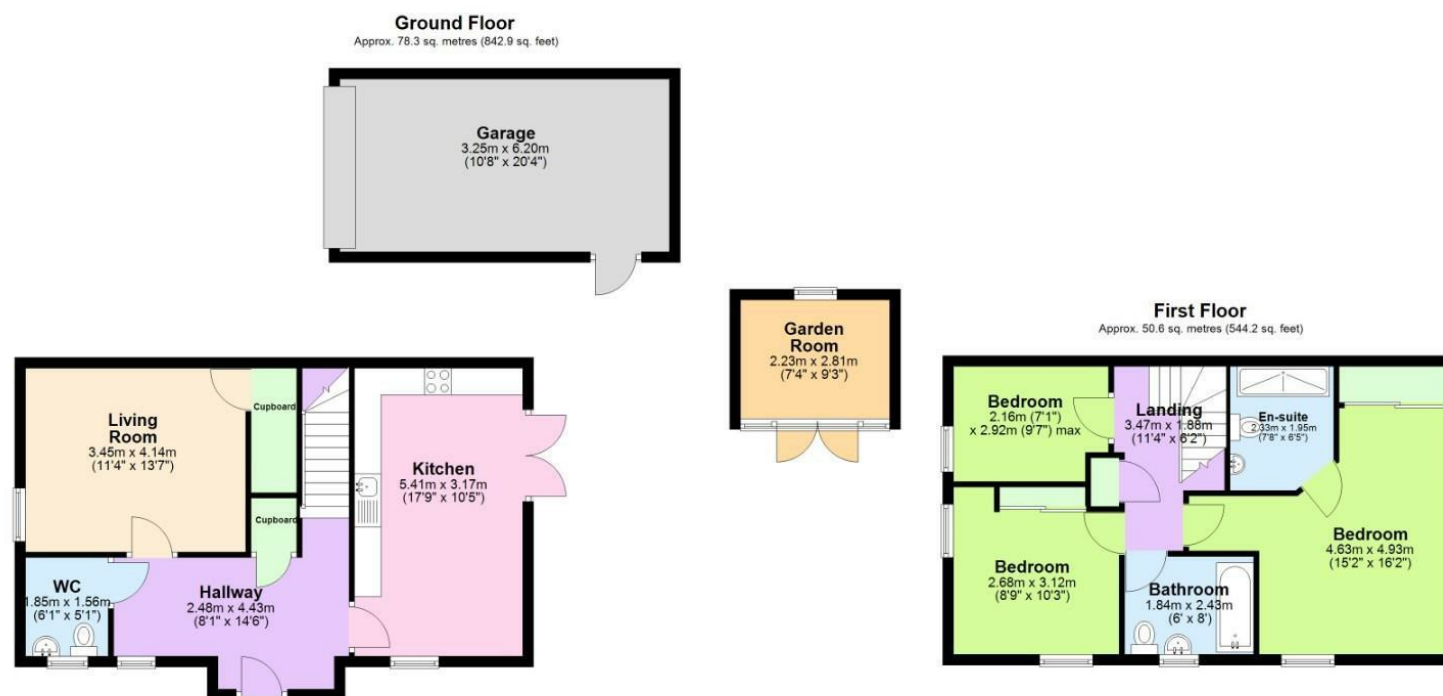 Ground Floor
Approx. 78.3 sq. metres (842.9 sq. feet)
Garage
3.25m x 6.20m
(10'8" x 20'4")
Garden
Room
2.23m x 2.81m
(7'4" x 9'3")
Living
Room
3.45m x 4.14m
(11'4" x 13'7")
Cupboard
Cupboard
Kitchen
5.41m x 3.17m
(17'9" x 10'5")
WC
1.85m x 1.56m
(6'1" x 5'1")
Hallway
2.48m x 4.43m
(8'1" x 14'6")
First Floor
Approx. 50.6 sq. metres (544.2 sq. feet)
Bedroom
2.16m (7'1")
x 2.92m (9'7") max
Landing
3.47m x 1.88m
(11'4" x 6'2")
En-suite
2.33m x 1.95m
(7'8" x 6'5")
Bedroom
4.63m x 4.93m
(15'2" x 16'2")
Bedroom
2.68m x 3.12m
(8'9" x 10'3")
Bathroom
1.84m x 2.43m
(6' x 8')